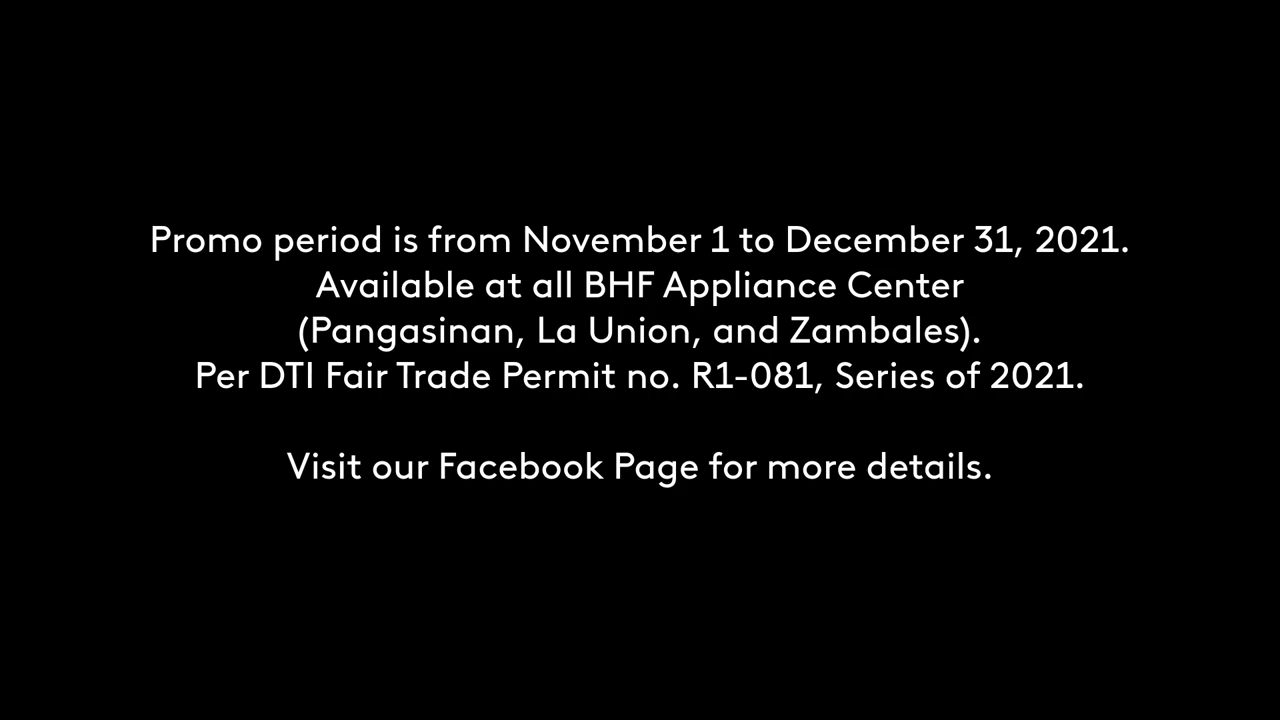 Promo period is from November 1 to December 31, 2021.
Available at all BHF Appliance Center
(Pangasinan, La Union, and Zambales).
Per DTI Fair Trade Permit no. R1-081, Series of 2021.
Visit our Facebook Page for more details.